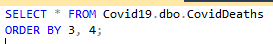 SELECT * FROM Covid19.dbo.CovidDeaths
ORDER BY 3, 4;